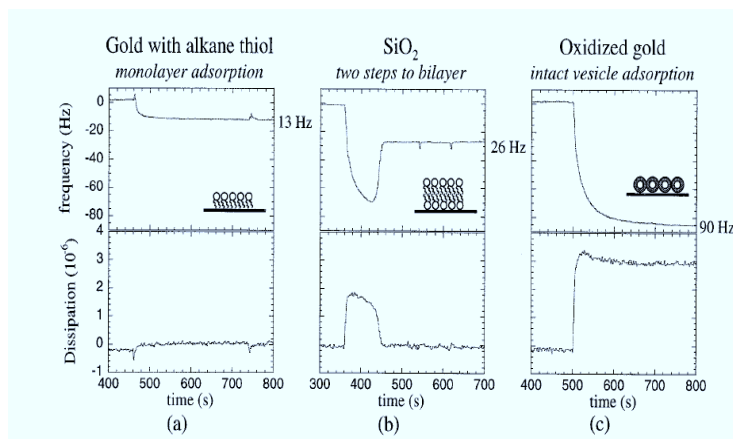 Gold with alkane thiol
monolayer adsorption
SiO₂
two steps to bilayer
Oxidized gold
intact vesicle adsorption
frequency (Hz)
0
-20
-40
-60
-80
13 Hz
26 Hz
90 Hz
Dissipation (10⁻⁶)
4
3
2
1
0
-1
400 500 600 700 800
time (s)
(a)
300 400 500 600 700
time (s)
(b)
400 500 600 700 800
time (s)
(c)